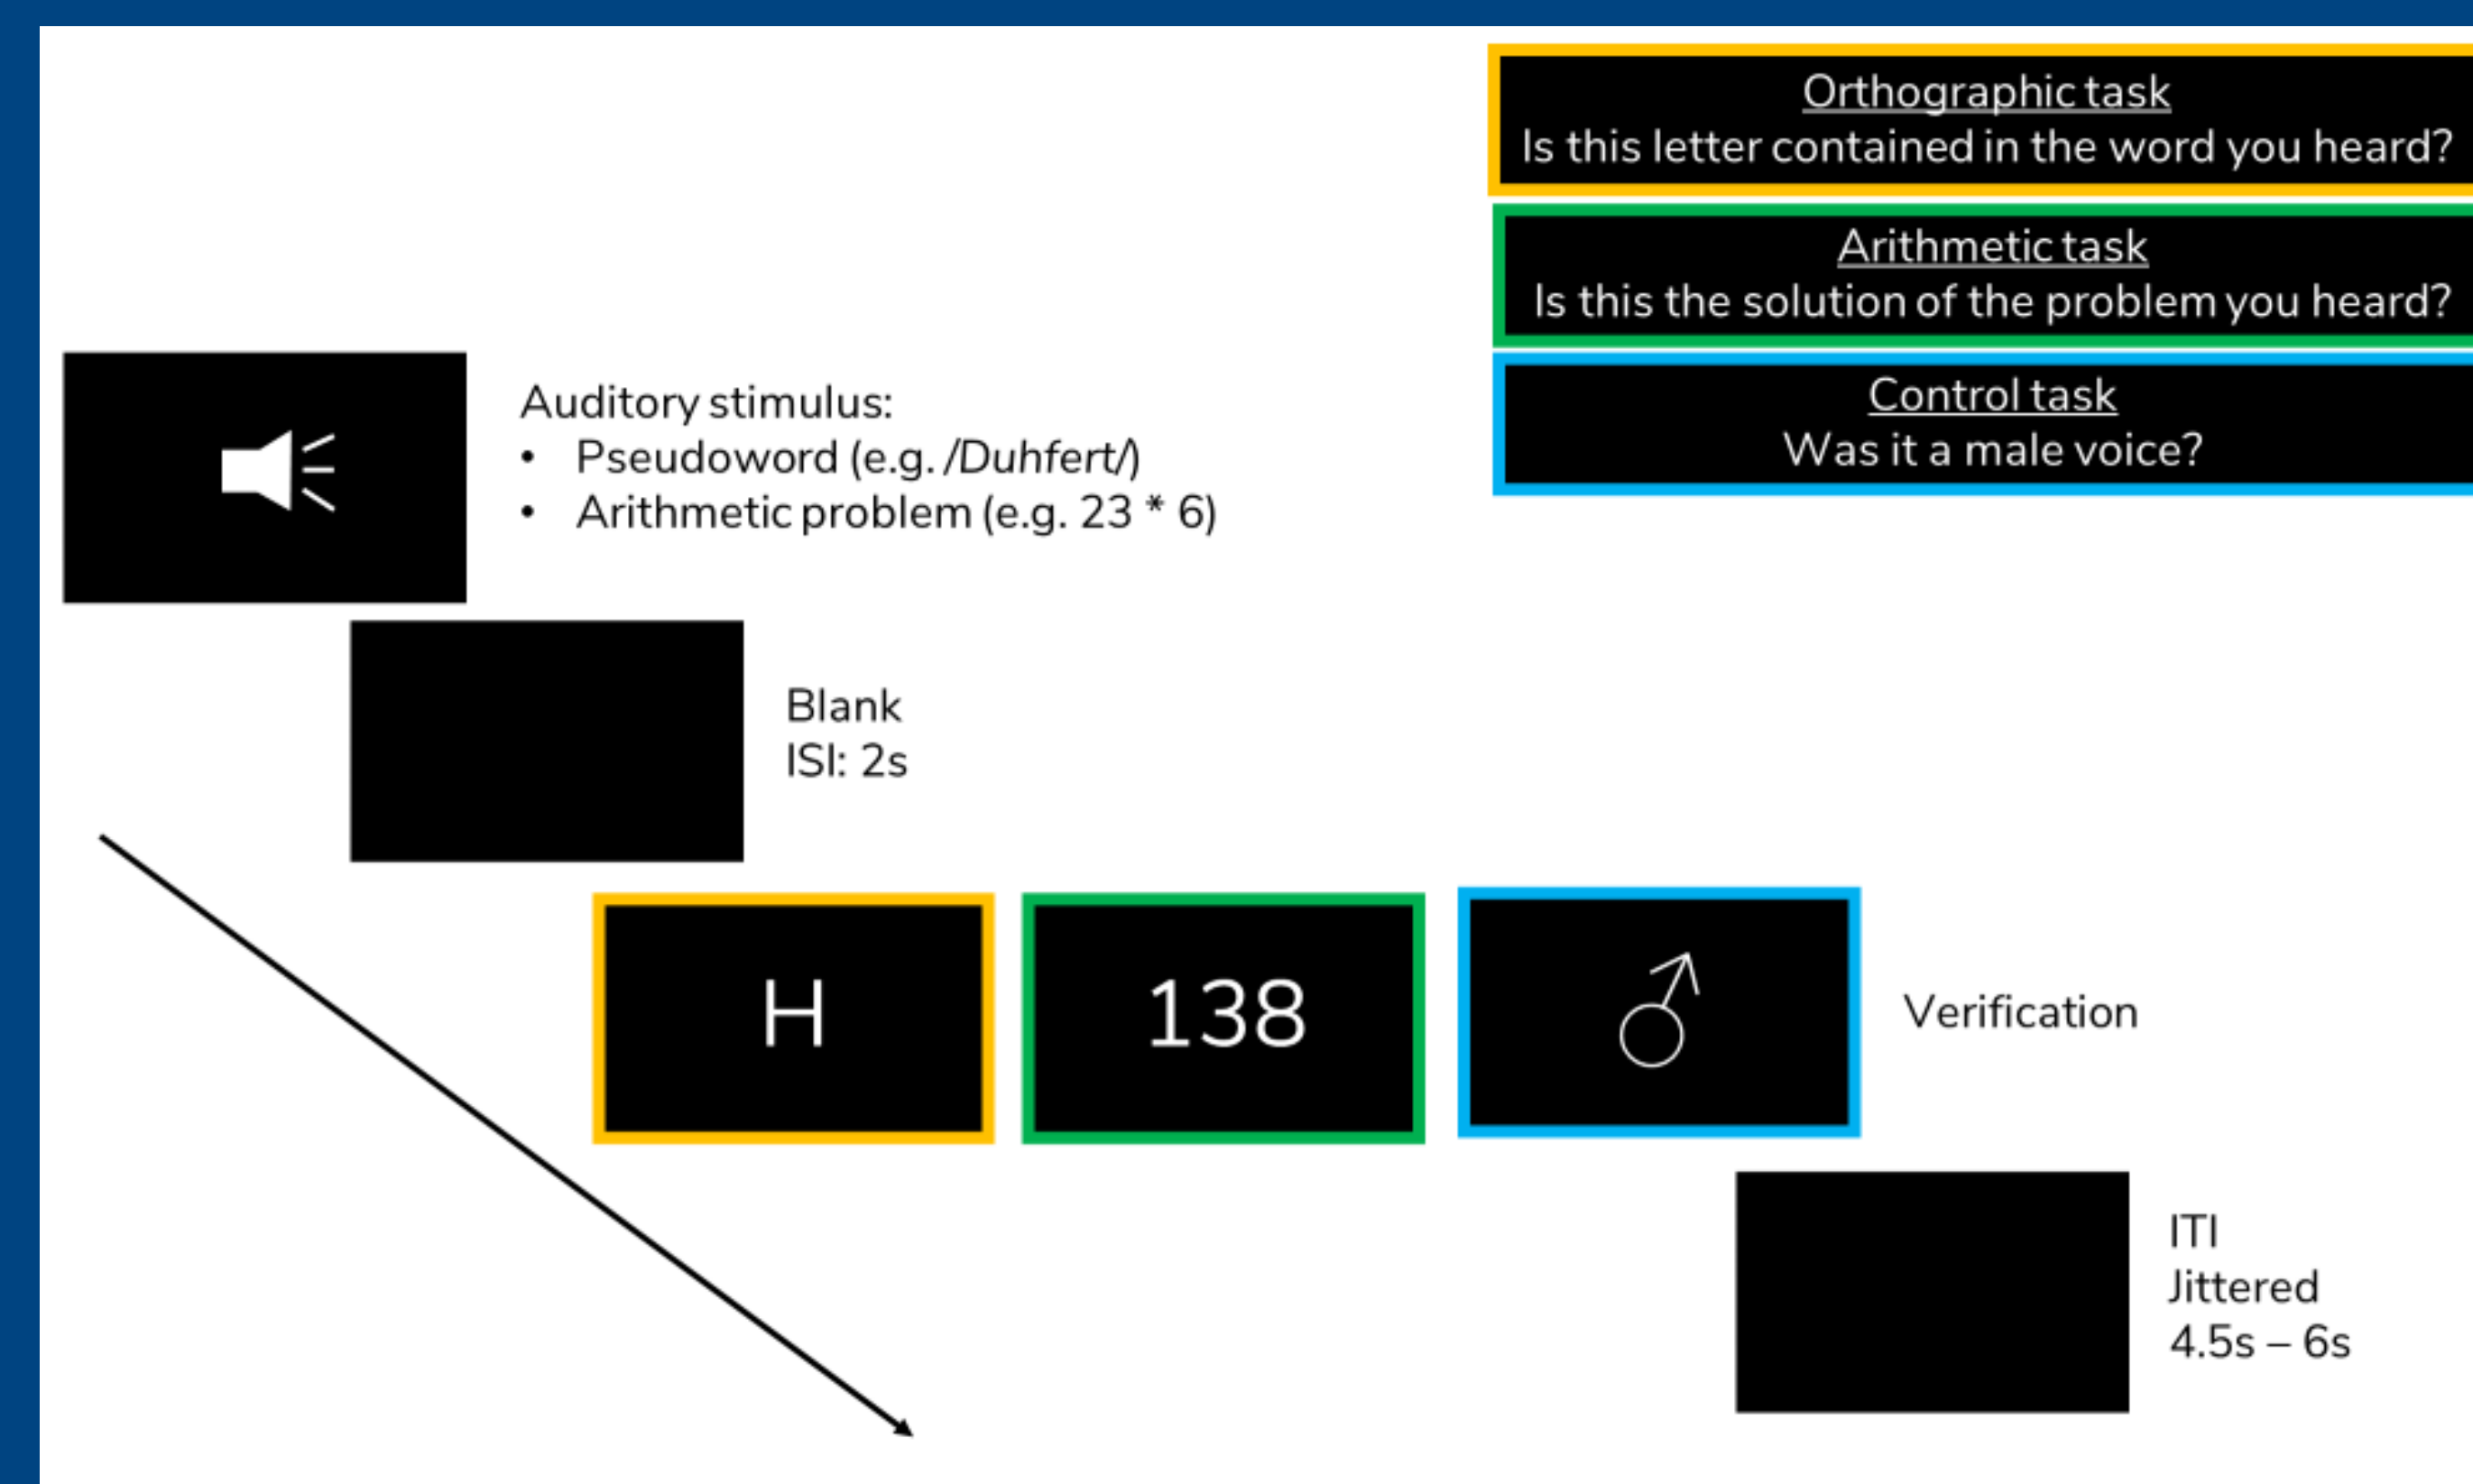 Orthographic task
Is this letter contained in the word you heard?
Arithmetic task
Is this the solution of the problem you heard?
Control task
Was it a male voice?
Auditory stimulus:
• Pseudoword (e.g. /Duhfert/)
• Arithmetic problem (e.g. 23 * 6)
Blank
ISI: 2s
H
138
♂
Verification
ITI
Jittered
4.5s – 6s